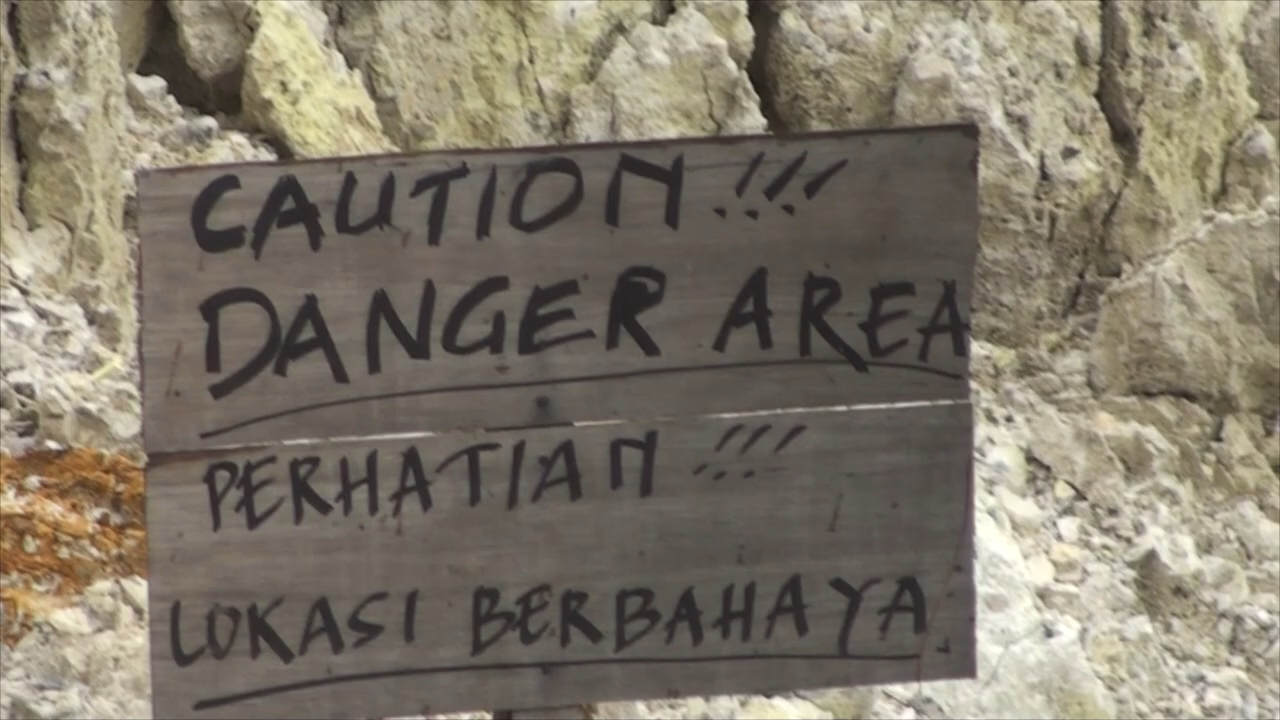 CAUTION !!!
DANGER AREA
PERHATIAN !!!
LOKASI BERBAHAYA.